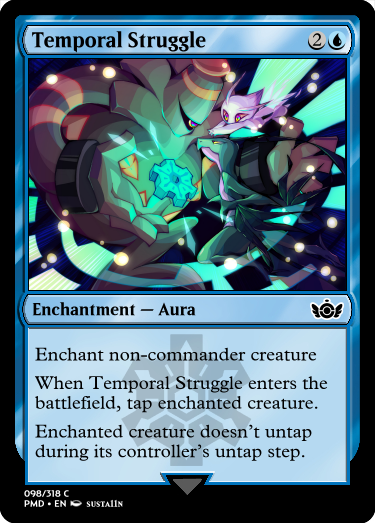 Temporal Struggle 2
Enchantment — Aura
Enchant non-commander creature
When Temporal Struggle enters the
battlefield, tap enchanted creature.
Enchanted creature doesn't untap
during its controller's untap step.
098/318 C
PMD • EN SUSTAIIN